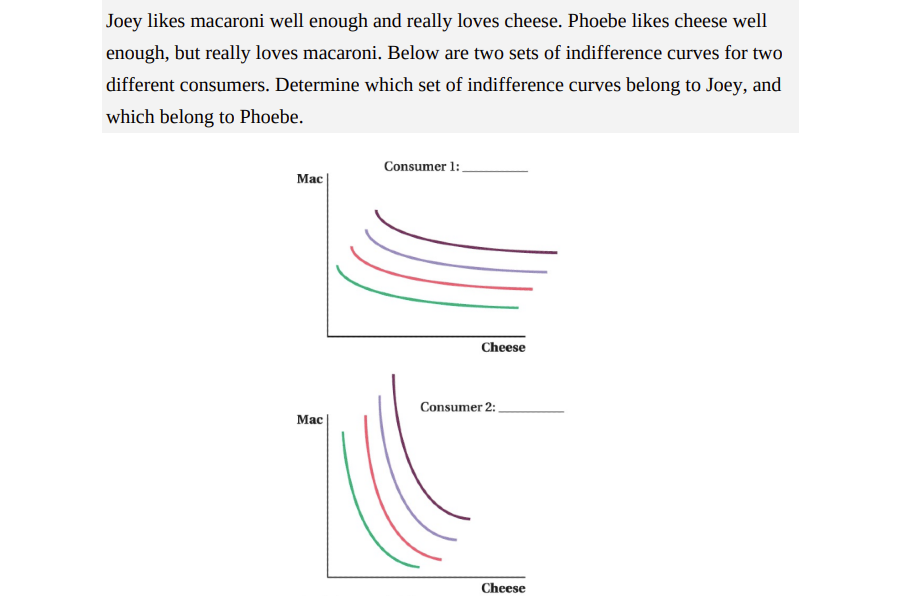 Joey likes macaroni well enough and really loves cheese. Phoebe likes cheese well
enough, but really loves macaroni. Below are two sets of indifference curves for two
different consumers. Determine which set of indifference curves belong to Joey, and
which belong to Phoebe.
Consumer 1: __________
Mac
Cheese
Consumer 2: __________
Mac
Cheese